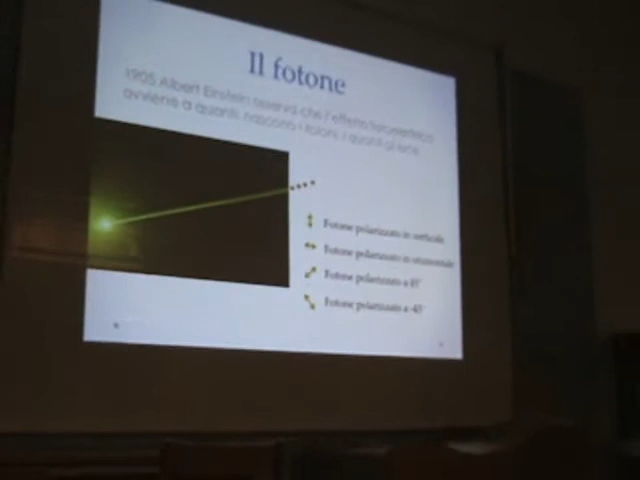 Il fotone
1905 Albert Einstein osserva che l'effetto fotoelettrico
avviene a quanti: nascono i fotoni, i quanti di luce
Fotone polarizzato in verticale
Fotone polarizzato in orizzontale
Fotone polarizzato a 45°
Fotone polarizzato a -45°